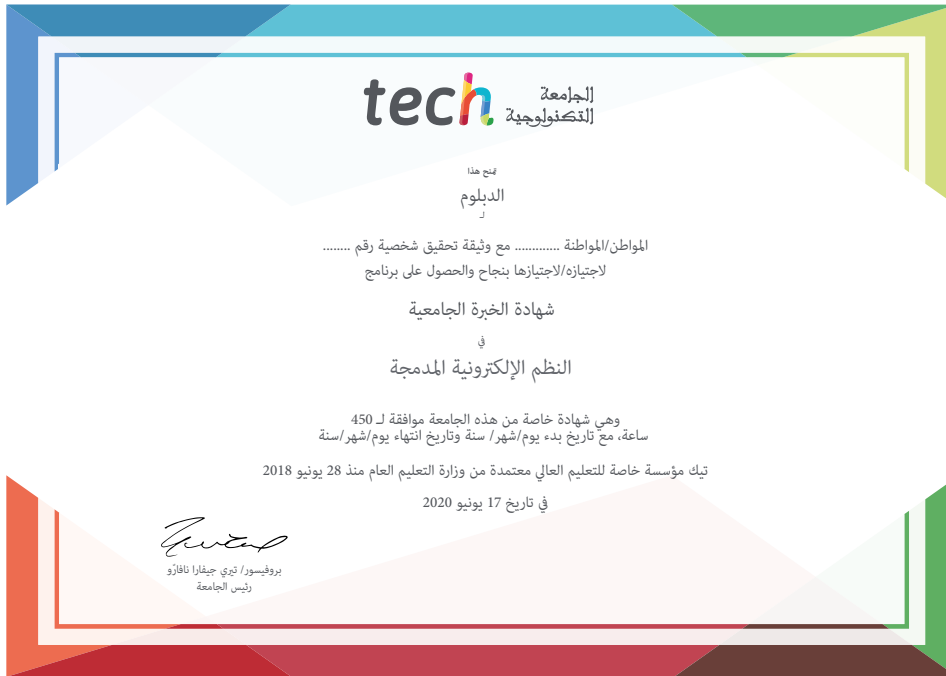 tech الجامعة
التكنولوجية
يمنح هذا
الدبلوم
لـ
المواطن/المواطنة ............ مع وثيقة تحقيق شخصية رقم ........
لاجتيازه/لاجتيازها بنجاح والحصول على برنامج
شهادة الخبرة الجامعية
في
النظم الإلكترونية المدمجة
وهي شهادة خاصة من هذه الجامعة موافقة لـ 450
ساعة، مع تاريخ بدء يوم/شهر/ سنة وتاريخ انتهاء يوم/شهر/سنة
تيك مؤسسة خاصة للتعليم العالي معتمدة من وزارة التعليم العام منذ 28 يونيو 2018
في تاريخ 17 يونيو 2020
بروفيسور/ تيري جيفارا نافارّو
رئيس الجامعة